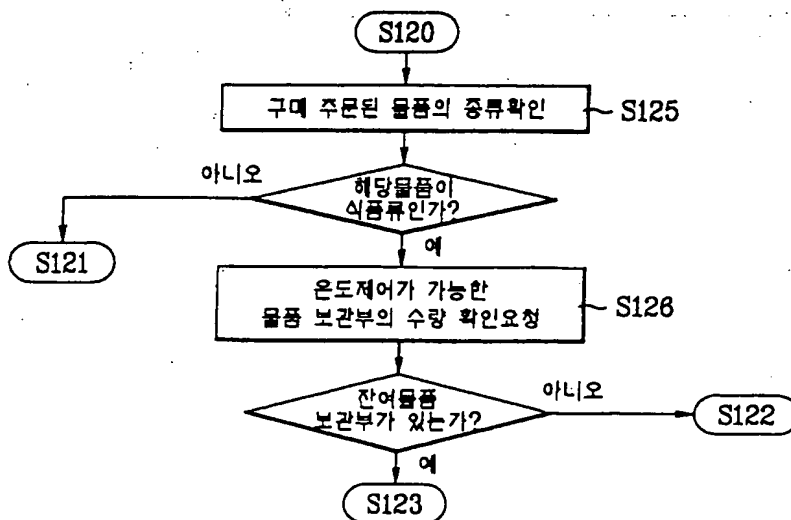 S120
구매 주문된 물품의 종류확인
S125
아니오
해당물품이
식품류인가?
S121
예
온도제어가 가능한
물품 보관부의 수량 확인요청
S126
잔여물품
보관부가 있는가?
아니오
S122
예
S123